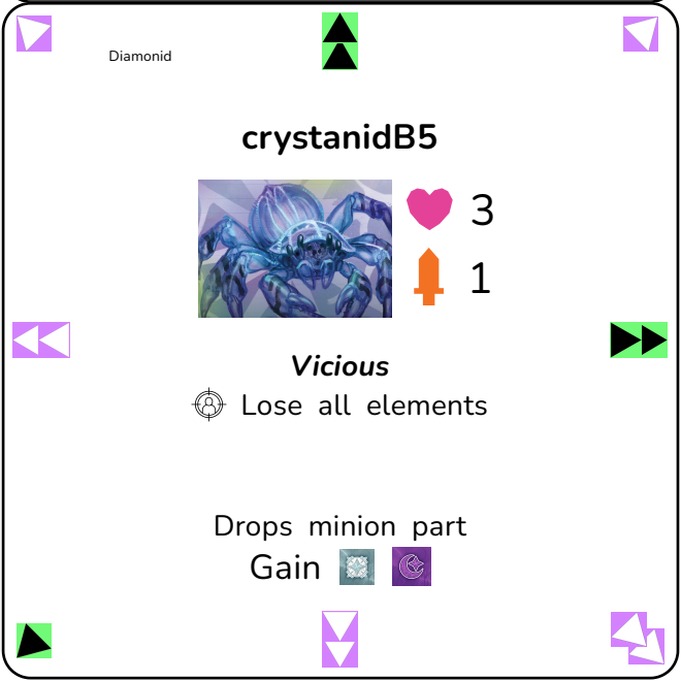 Diamonid
crystanidB5
3
1
Vicious
Lose all elements
Drops minion part
Gain